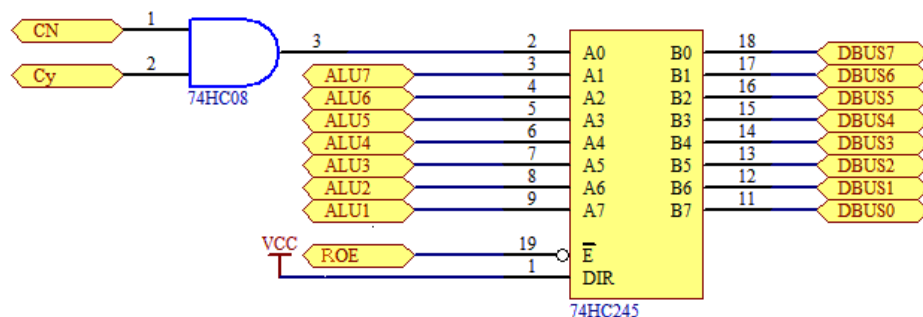 CN 1 3 2 A0 B0 18 DBUS7
Cy 2 3 A1 B1 17 DBUS6
74HC08
ALU7
ALU6 4 A2 B2 16 DBUS5
ALU5 5 A3 B3 15 DBUS4
ALU4 6 A4 B4 14 DBUS3
ALU3 7 A5 B5 13 DBUS2
ALU2 8 A6 B6 12 DBUS1
ALU1 9 A7 B7 11 DBUS0
VCC ROE 19 E
1 DIR
74HC245